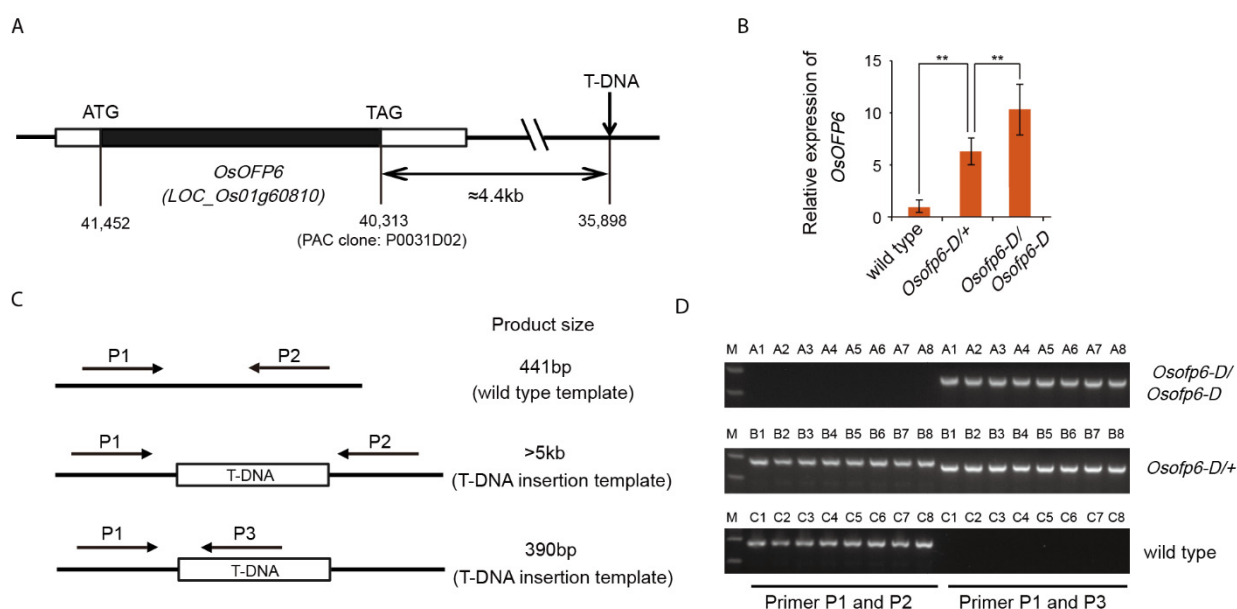 A
T-DNA
ATG
TAG
OsOFP6
(LOC_Os01g60810)
≈4.4kb
41,452
40,313
35,898
(PAC clone: P0031D02)
B
Relative expression of
OsOFP6
15
10
5
0
**
**
wild type
Osofp6-D/+
Osofp6-D/
Osofp6-D
C
Product size
P1
P2
441bp
(wild type template)
P1
P2
T-DNA
>5kb
(T-DNA insertion template)
P1
P3
T-DNA
390bp
(T-DNA insertion template)
D
M A1 A2 A3 A4 A5 A6 A7 A8 A1 A2 A3 A4 A5 A6 A7 A8
Osofp6-D/
Osofp6-D
M B1 B2 B3 B4 B5 B6 B7 B8 B1 B2 B3 B4 B5 B6 B7 B8
Osofp6-D/+
M C1 C2 C3 C4 C5 C6 C7 C8 C1 C2 C3 C4 C5 C6 C7 C8
wild type
Primer P1 and P2
Primer P1 and P3